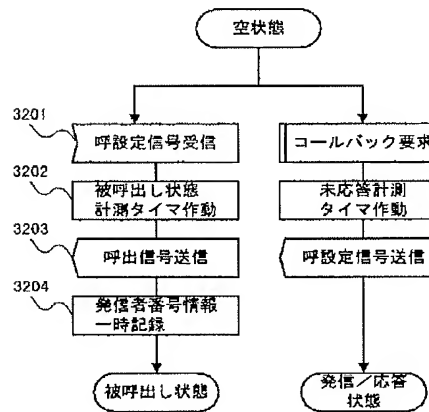 空状態
3201
呼設定信号受信
3202
被呼出し状態
計測タイマ作動
3203
呼出信号送信
3204
発信者番号情報
一時記録
被呼出し状態
コールバック要求
未応答計測
タイマ作動
呼設定信号送信
発信／応答
状態